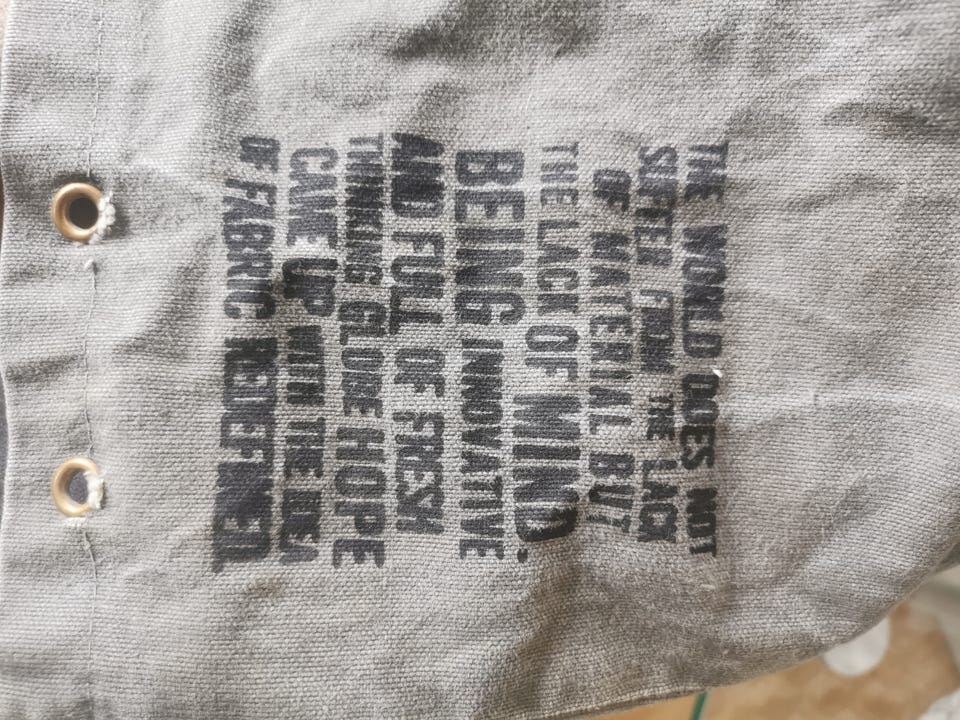 THE WORLD DOES NOT
SUFFER FROM THE LACK
OF MATERIAL BUT
THE LACK OF MIND.
BEING INNOVATIVE
AND FULL OF FRESH
THINKING GLOBE HOPE
CAME UP WITH THE IDEA
OF FABRIC REDEFINED.